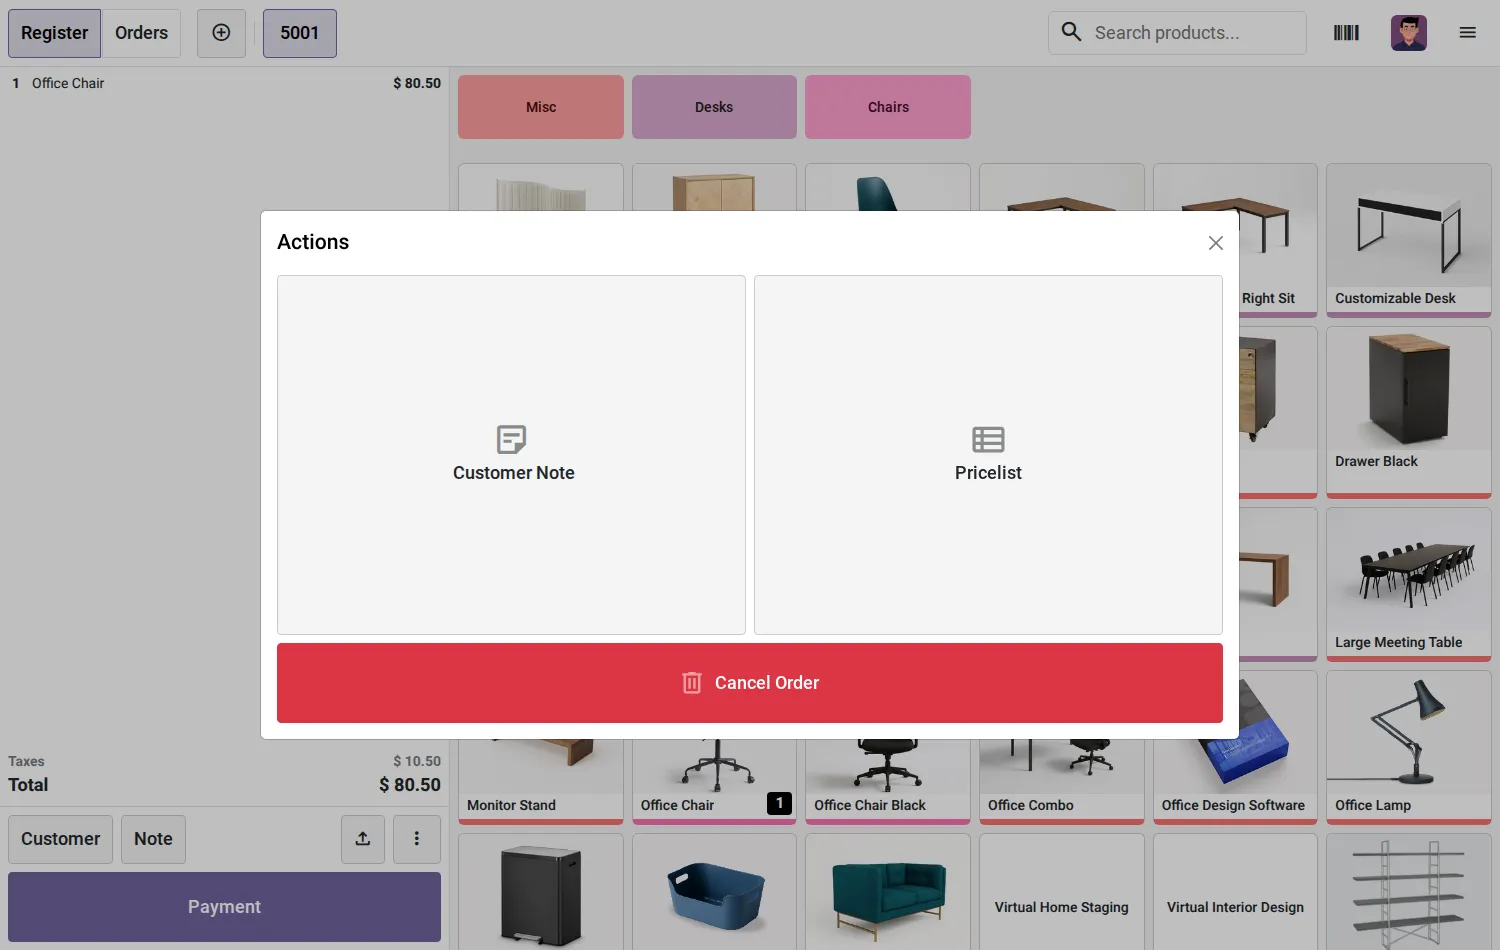 Register
Orders
5001
Search products...
1 Office Chair $ 80.50
Misc
Desks
Chairs
Actions
Right Sit
Customizable Desk
Customer Note
Pricelist
Drawer Black
Large Meeting Table
Cancel Order
Taxes $ 10.50
Total $ 80.50
Monitor Stand
Office Chair
1
Office Chair Black
Office Combo
Office Design Software
Office Lamp
Customer
Note
Payment
Virtual Home Staging
Virtual Interior Design